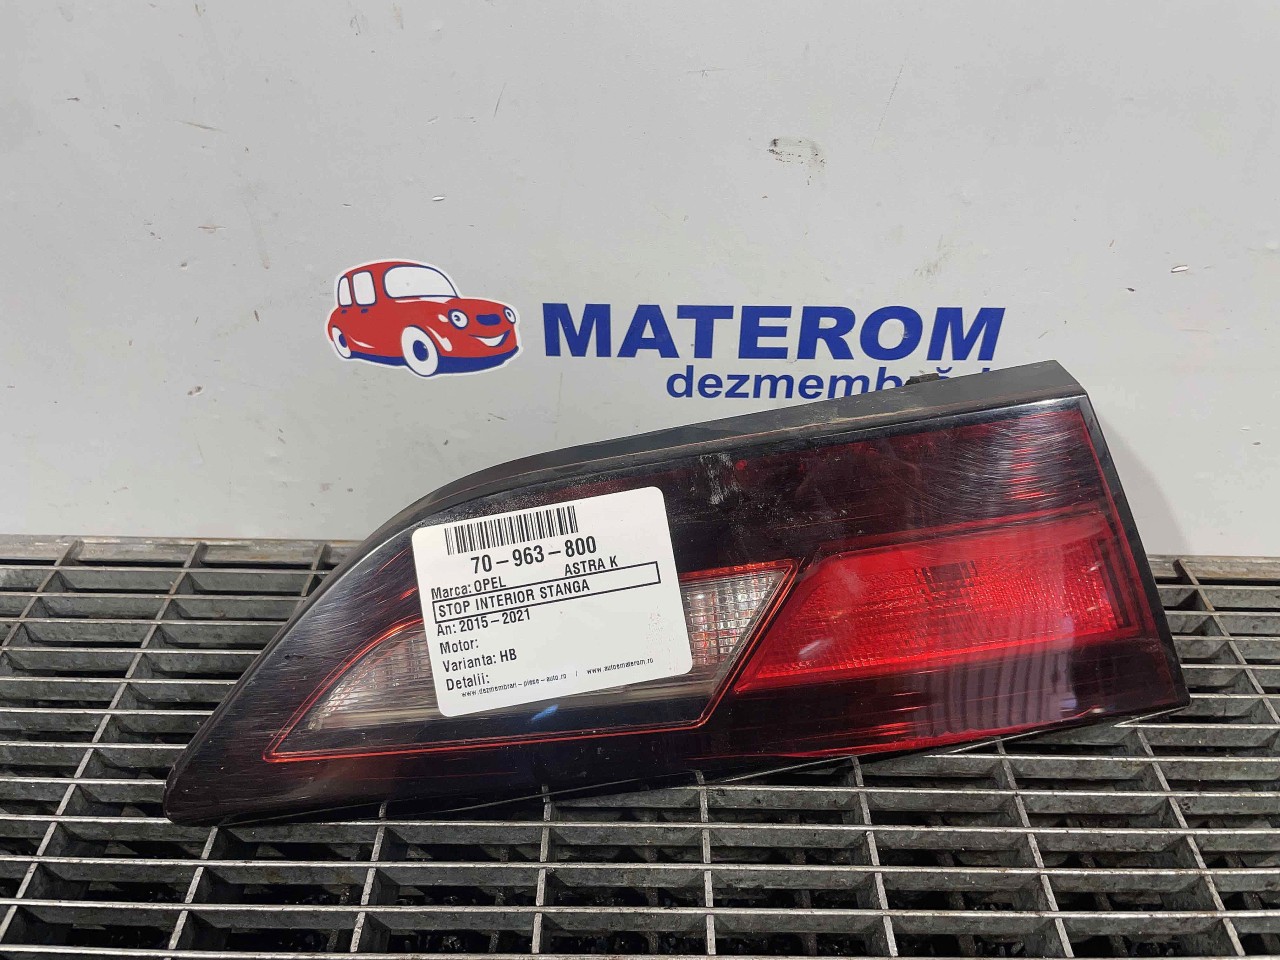 MATEROM
70-963-800
Marca: OPEL ASTRA K
STOP INTERIOR STANGA
An: 2015-2021
Motor:
Varianta: HB
Detalii:
www.dezmembrari-piese-auto.ro / www.autoematerom.ro